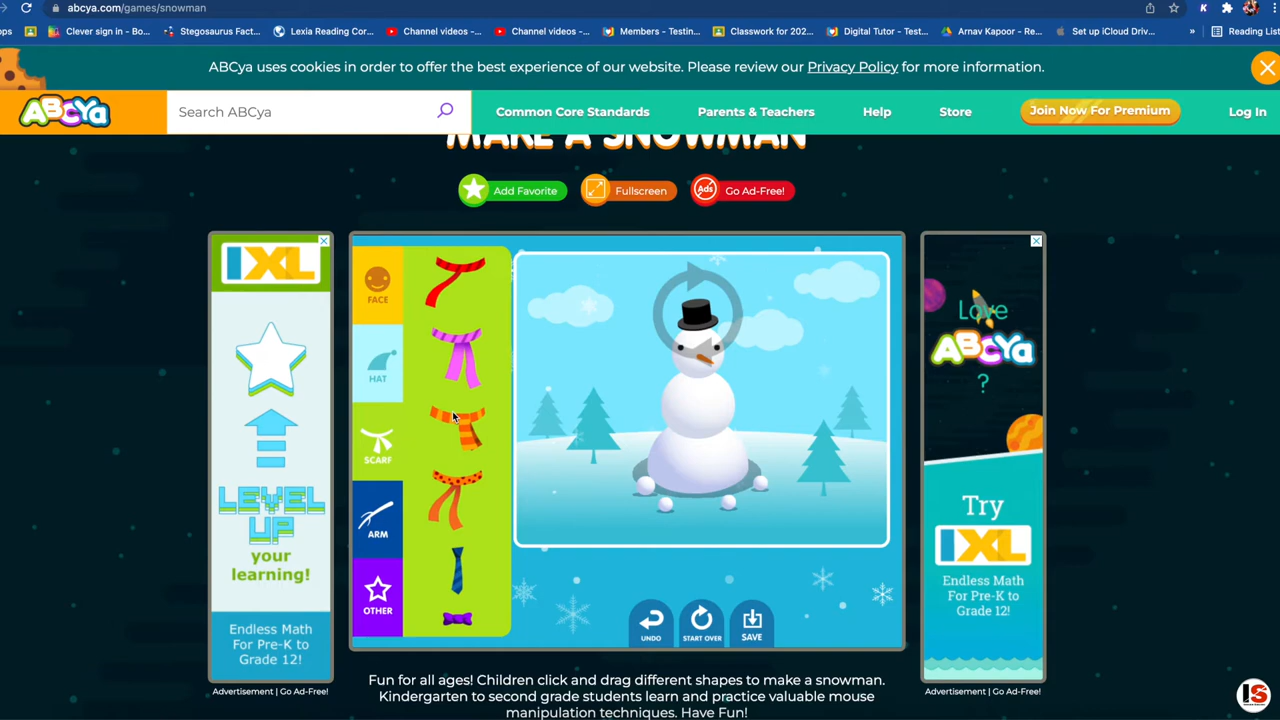 abcya.com/games/snowman
Clever sign in - Bo...
Stegosaurus Fact...
Lexia Reading Cor...
Channel videos -...
Channel videos -...
Members - Testin...
Classwork for 202...
Digital Tutor - Test...
Arnav Kapoor - Re...
Set up iCloud Driv...
»
Reading List
ABCya uses cookies in order to offer the best experience of our website. Please review our Privacy Policy for more information.
ABCYa
Search ABCya
Common Core Standards
Parents & Teachers
Help
Store
Join Now For Premium
Log In
MAKE A SNOWMAN
Add Favorite
Fullscreen
Ads
Go Ad-Free!
IXL
LEVEL
UP
your
learning!
Endless Math
For Pre-K to
Grade 12!
Advertisement | Go Ad-Free!
FACE
HAT
SCARF
ARM
OTHER
UNDO
START OVER
SAVE
Love
ABCYa
?
Try
IXL
Endless Math
For Pre-K to
Grade 12!
Advertisement | Go Ad-Free!
Fun for all ages! Children click and drag different shapes to make a snowman.
Kindergarten to second grade students learn and practice valuable mouse
manipulation techniques. Have Fun!
IS